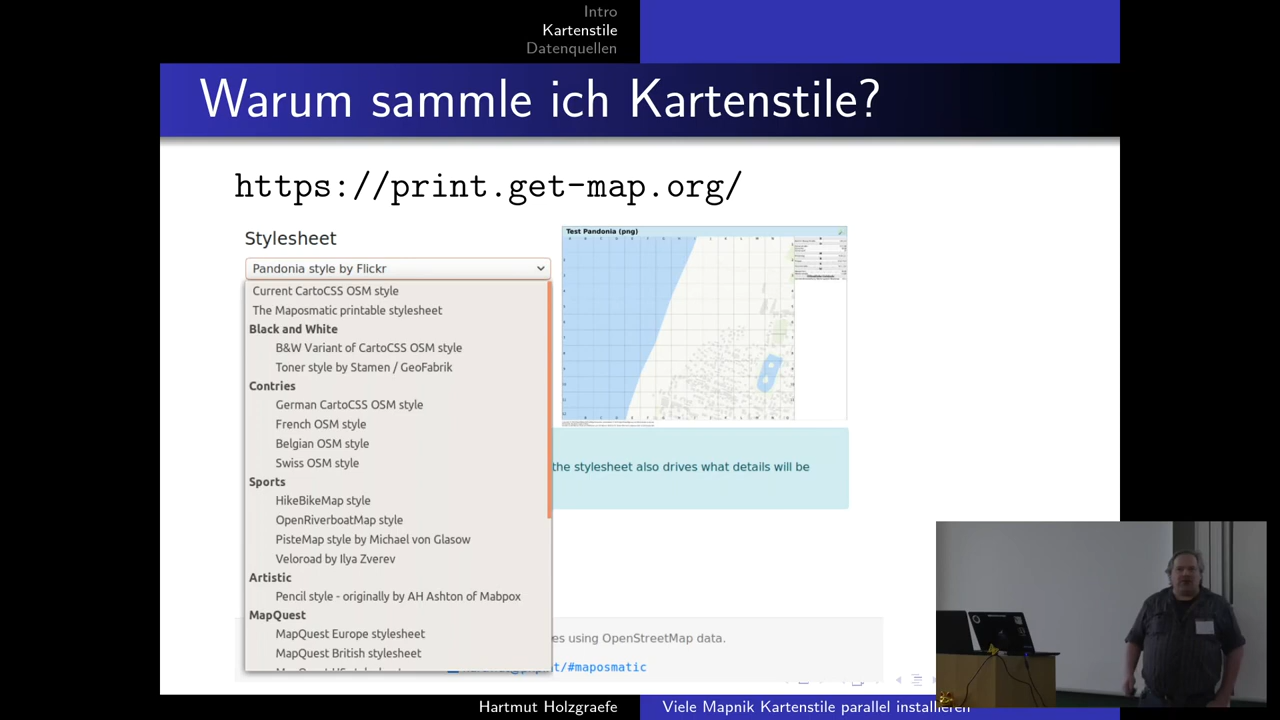 Intro
Kartenstile
Datenquellen
Warum sammle ich Kartenstile?
https://print.get-map.org/
Stylesheet
Pandonia style by Flickr
Current CartoCSS OSM style
The Maposmatic printable stylesheet
Black and White
B&W Variant of CartoCSS OSM style
Toner style by Stamen / GeoFabrik
Contries
German CartoCSS OSM style
French OSM style
Belgian OSM style
Swiss OSM style
Sports
HikeBikeMap style
OpenRiverboatMap style
PisteMap style by Michael von Glasow
Veloroad by Ilya Zverev
Artistic
Pencil style - originally by AH Ashton of Mabpox
MapQuest
MapQuest Europe stylesheet
MapQuest British stylesheet
Test Pandonia (png)
the stylesheet also drives what details will be
es using OpenStreetMap data.
/#maposmatic
Hartmut Holzgraefe
Viele Mapnik Kartenstile parallel installieren